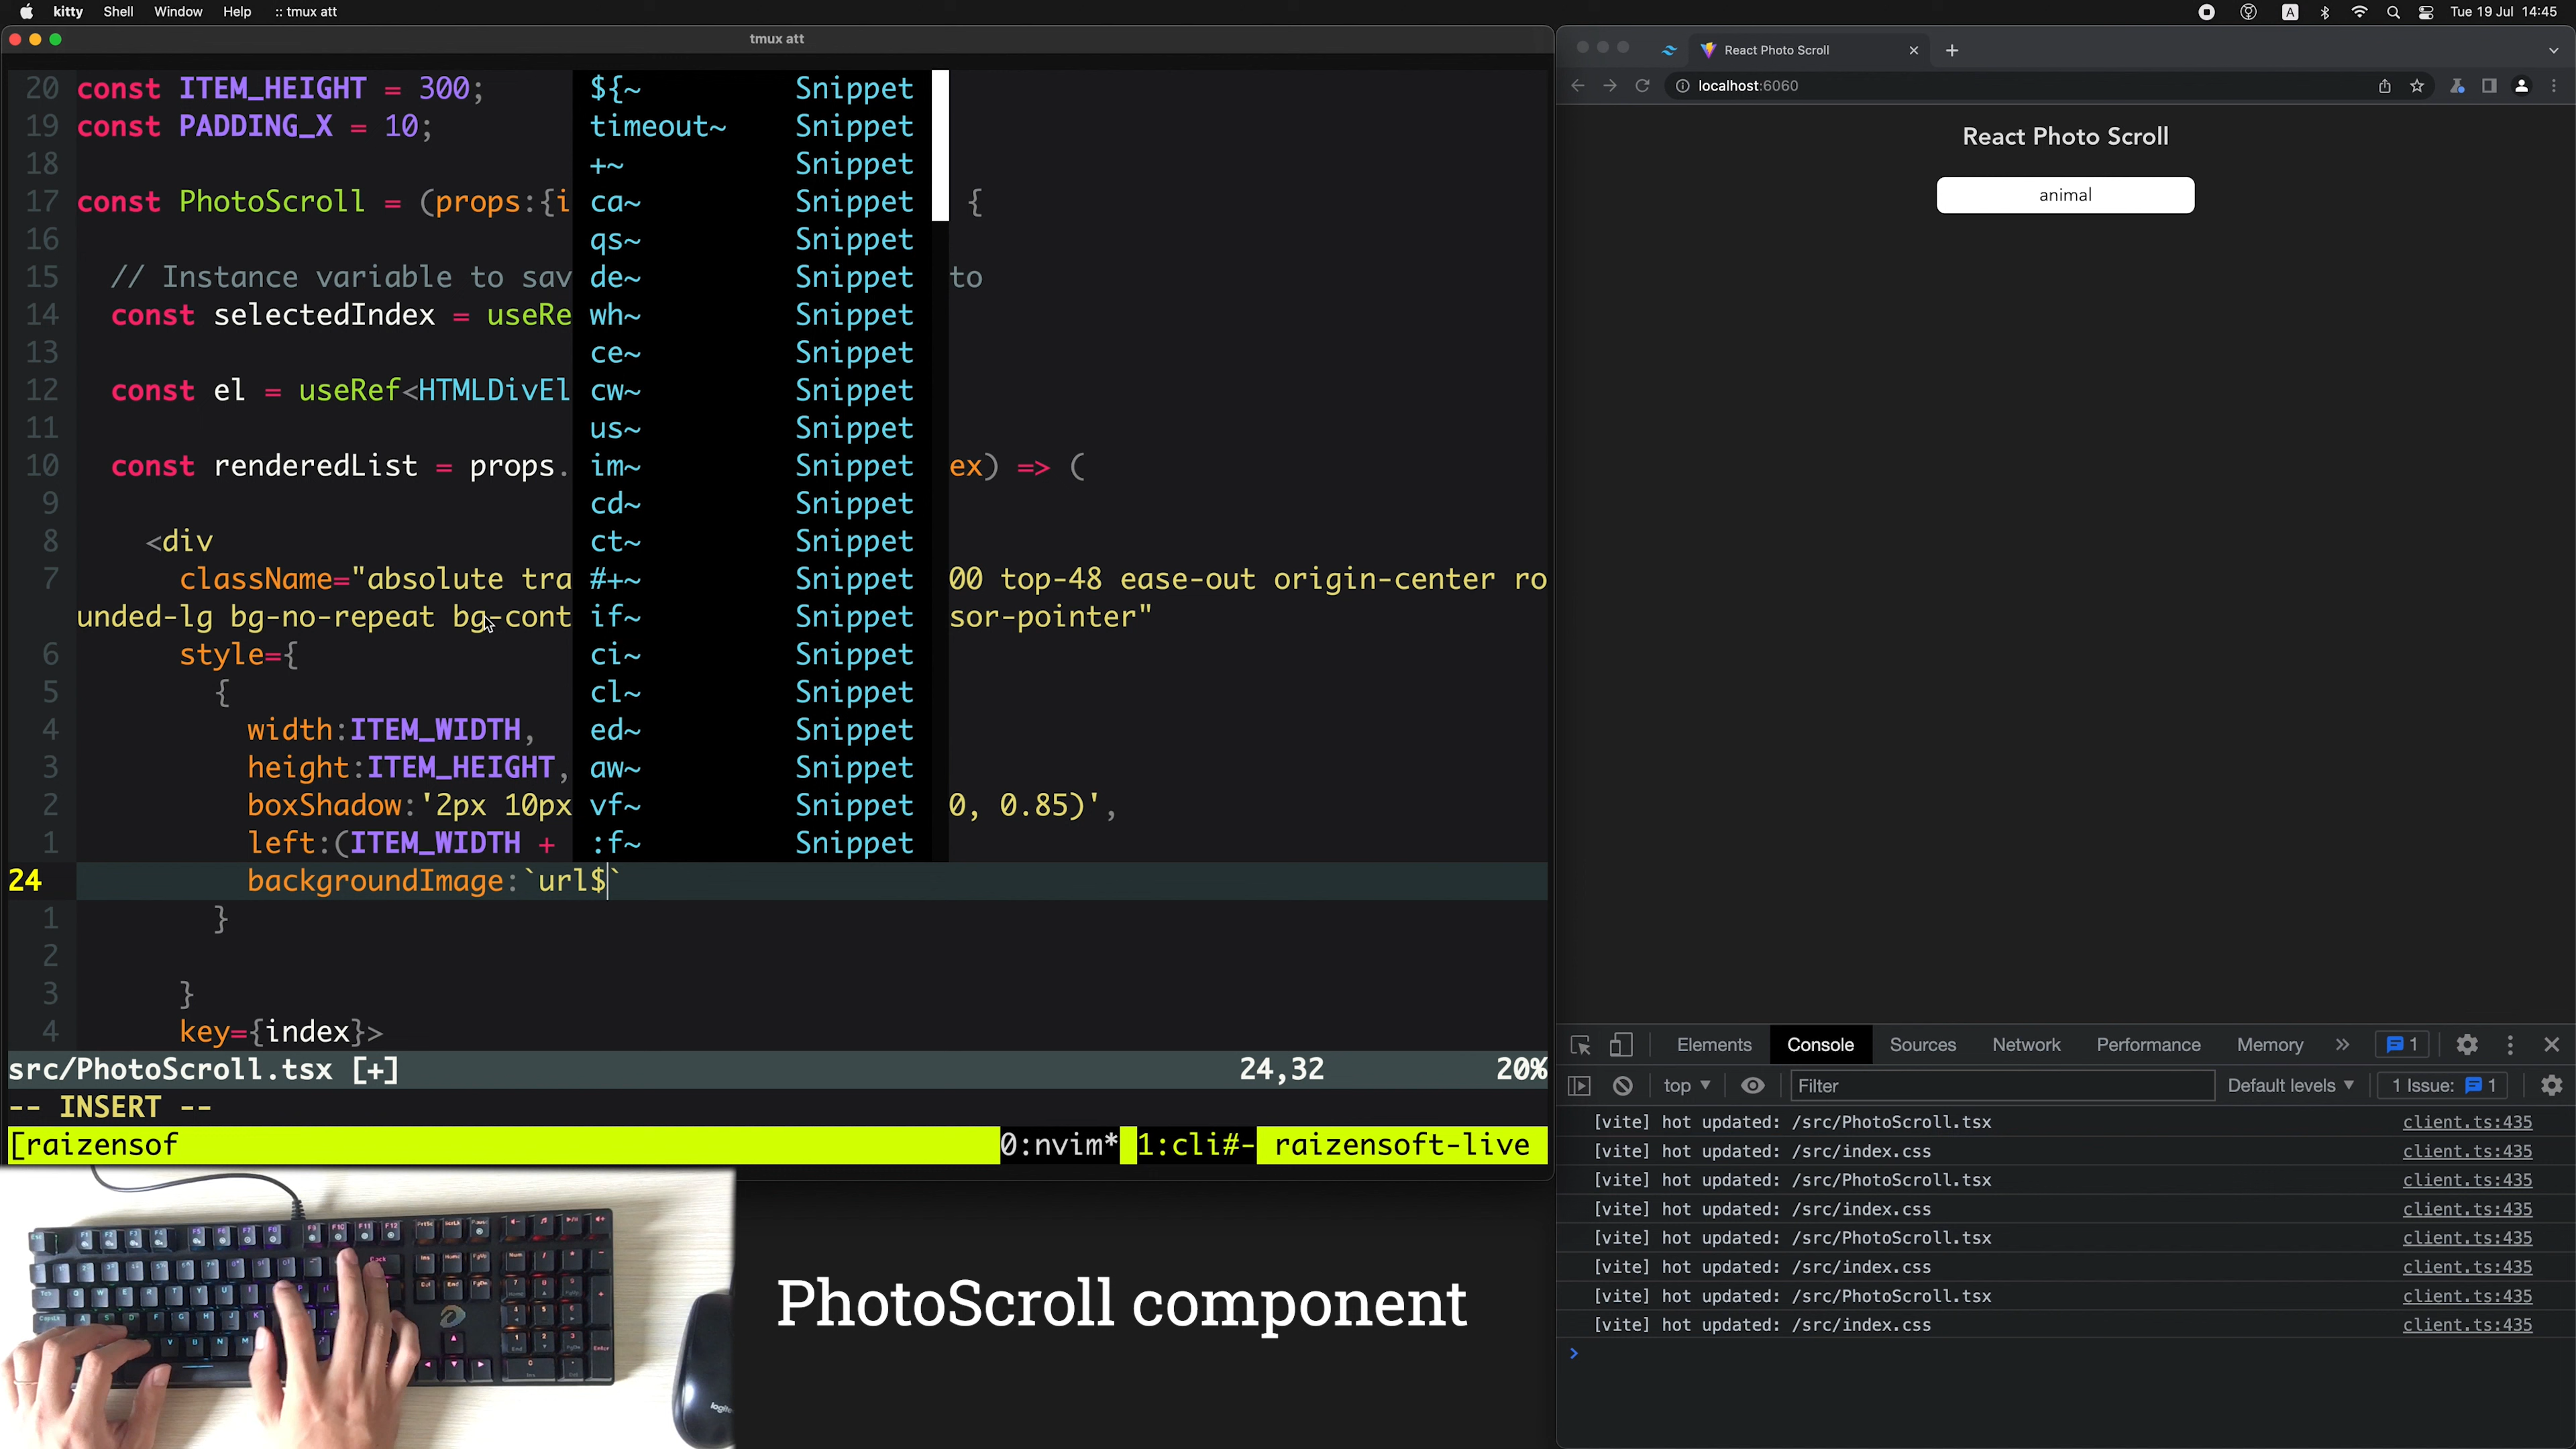 kitty Shell Window Help :: tmux att
A Tue 19 Jul 14:45
tmux att
20 const ITEM_HEIGHT = 300;
19 const PADDING_X = 10;
18
17 const PhotoScroll = (props:{i {
16
15 // Instance variable to sav to
14 const selectedIndex = useRe
13
12 const el = useRef<HTMLDivEl
11
10 const renderedList = props. ex) => (
9
8 <div
7 className="absolute tra 00 top-48 ease-out origin-center ro
unded-lg bg-no-repeat bg-cont sor-pointer"
6 style={
5 {
4 width:ITEM_WIDTH,
3 height:ITEM_HEIGHT,
2 boxShadow:'2px 10px 0, 0.85)',
1 left:(ITEM_WIDTH +
24 backgroundImage:`url$`
1 }
2
3 }
4 key={index}>
${~ Snippet
timeout~ Snippet
+~ Snippet
ca~ Snippet
qs~ Snippet
de~ Snippet
wh~ Snippet
ce~ Snippet
cw~ Snippet
us~ Snippet
im~ Snippet
cd~ Snippet
ct~ Snippet
#+~ Snippet
if~ Snippet
ci~ Snippet
cl~ Snippet
ed~ Snippet
aw~ Snippet
vf~ Snippet
:f~ Snippet
src/PhotoScroll.tsx [+] 24,32 20%
-- INSERT --
[raizensof 0:nvim* 1:cli#- raizensoft-live
PhotoScroll component
React Photo Scroll
localhost:6060
React Photo Scroll
animal
Elements Console Sources Network Performance Memory » 1
top ▼ Filter Default levels ▼ 1 Issue: 1
[vite] hot updated: /src/PhotoScroll.tsx client.ts:435
[vite] hot updated: /src/index.css client.ts:435
[vite] hot updated: /src/PhotoScroll.tsx client.ts:435
[vite] hot updated: /src/index.css client.ts:435
[vite] hot updated: /src/PhotoScroll.tsx client.ts:435
[vite] hot updated: /src/index.css client.ts:435
[vite] hot updated: /src/PhotoScroll.tsx client.ts:435
[vite] hot updated: /src/index.css client.ts:435